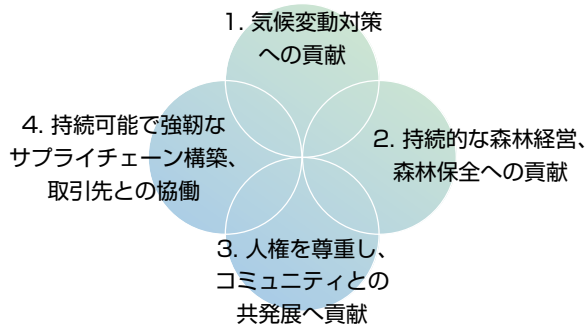 1. 気候変動対策
への貢献
2. 持続的な森林経営、
森林保全への貢献
3. 人権を尊重し、
コミュニティとの
共発展へ貢献
4. 持続可能で強靭な
サプライチェーン構築、
取引先との協働